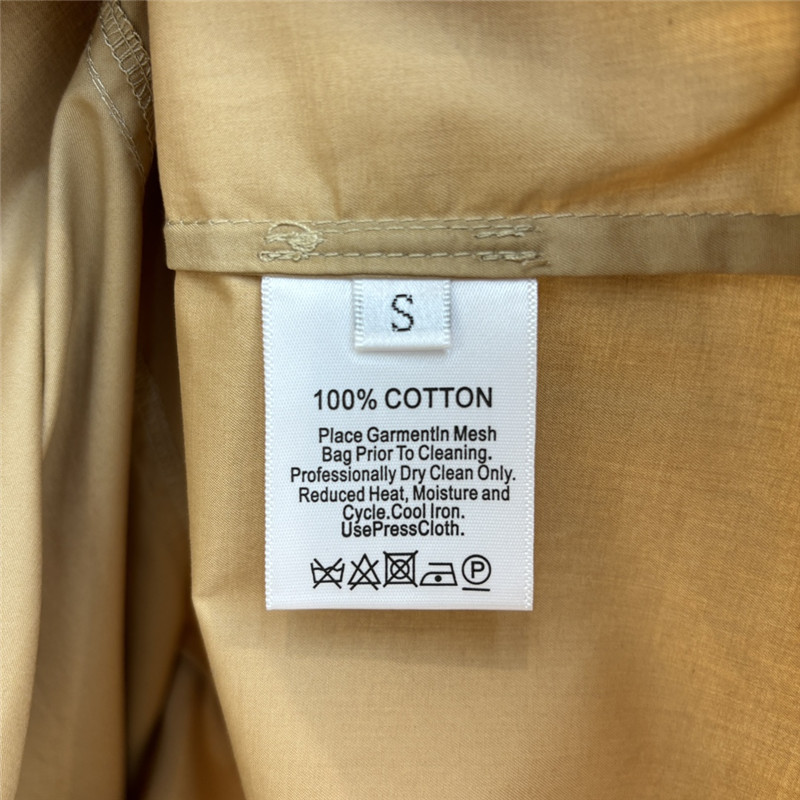 S
100% COTTON
Place GarmentIn Mesh
Bag Prior To Cleaning.
Professionally Dry Clean Only.
Reduced Heat, Moisture and
Cycle.Cool Iron.
UsePressCloth.
P